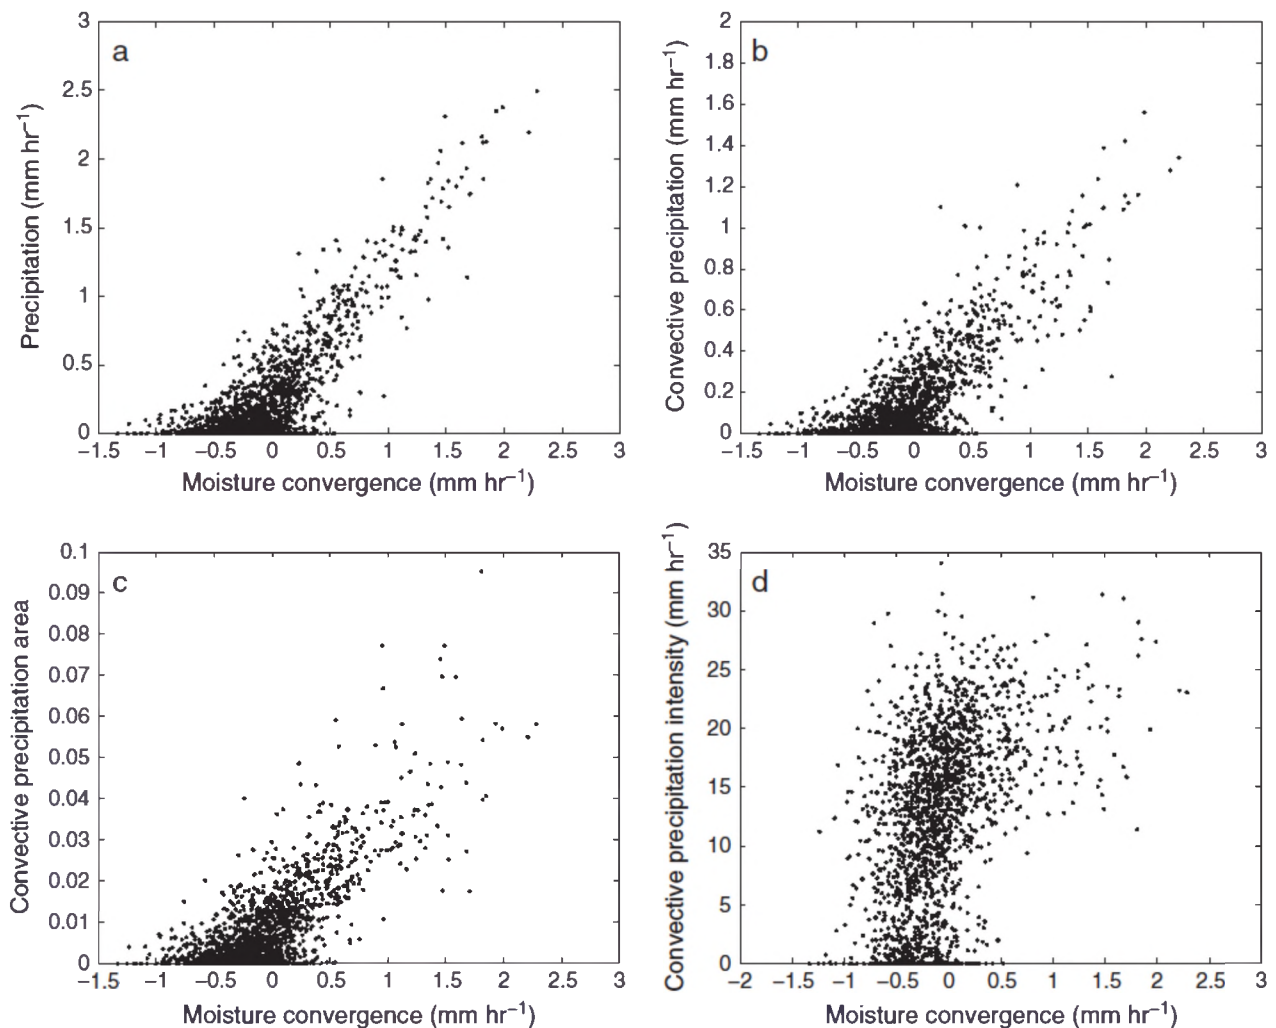 a
Precipitation (mm hr⁻¹)
3
2.5
2
1.5
1
0.5
0
−1.5 −1 −0.5 0 0.5 1 1.5 2 2.5 3
Moisture convergence (mm hr⁻¹)
b
Convective precipitation (mm hr⁻¹)
2
1.8
1.6
1.4
1.2
1
0.8
0.6
0.4
0.2
0
−1.5 −1 −0.5 0 0.5 1 1.5 2 2.5 3
Moisture convergence (mm hr⁻¹)
c
Convective precipitation area
0.1
0.09
0.08
0.07
0.06
0.05
0.04
0.03
0.02
0.01
0
−1.5 −1 −0.5 0 0.5 1 1.5 2 2.5 3
Moisture convergence (mm hr⁻¹)
d
Convective precipitation intensity (mm hr⁻¹)
35
30
25
20
15
10
5
0
−2 −1.5 −1 −0.5 0 0.5 1 1.5 2 2.5 3
Moisture convergence (mm hr⁻¹)